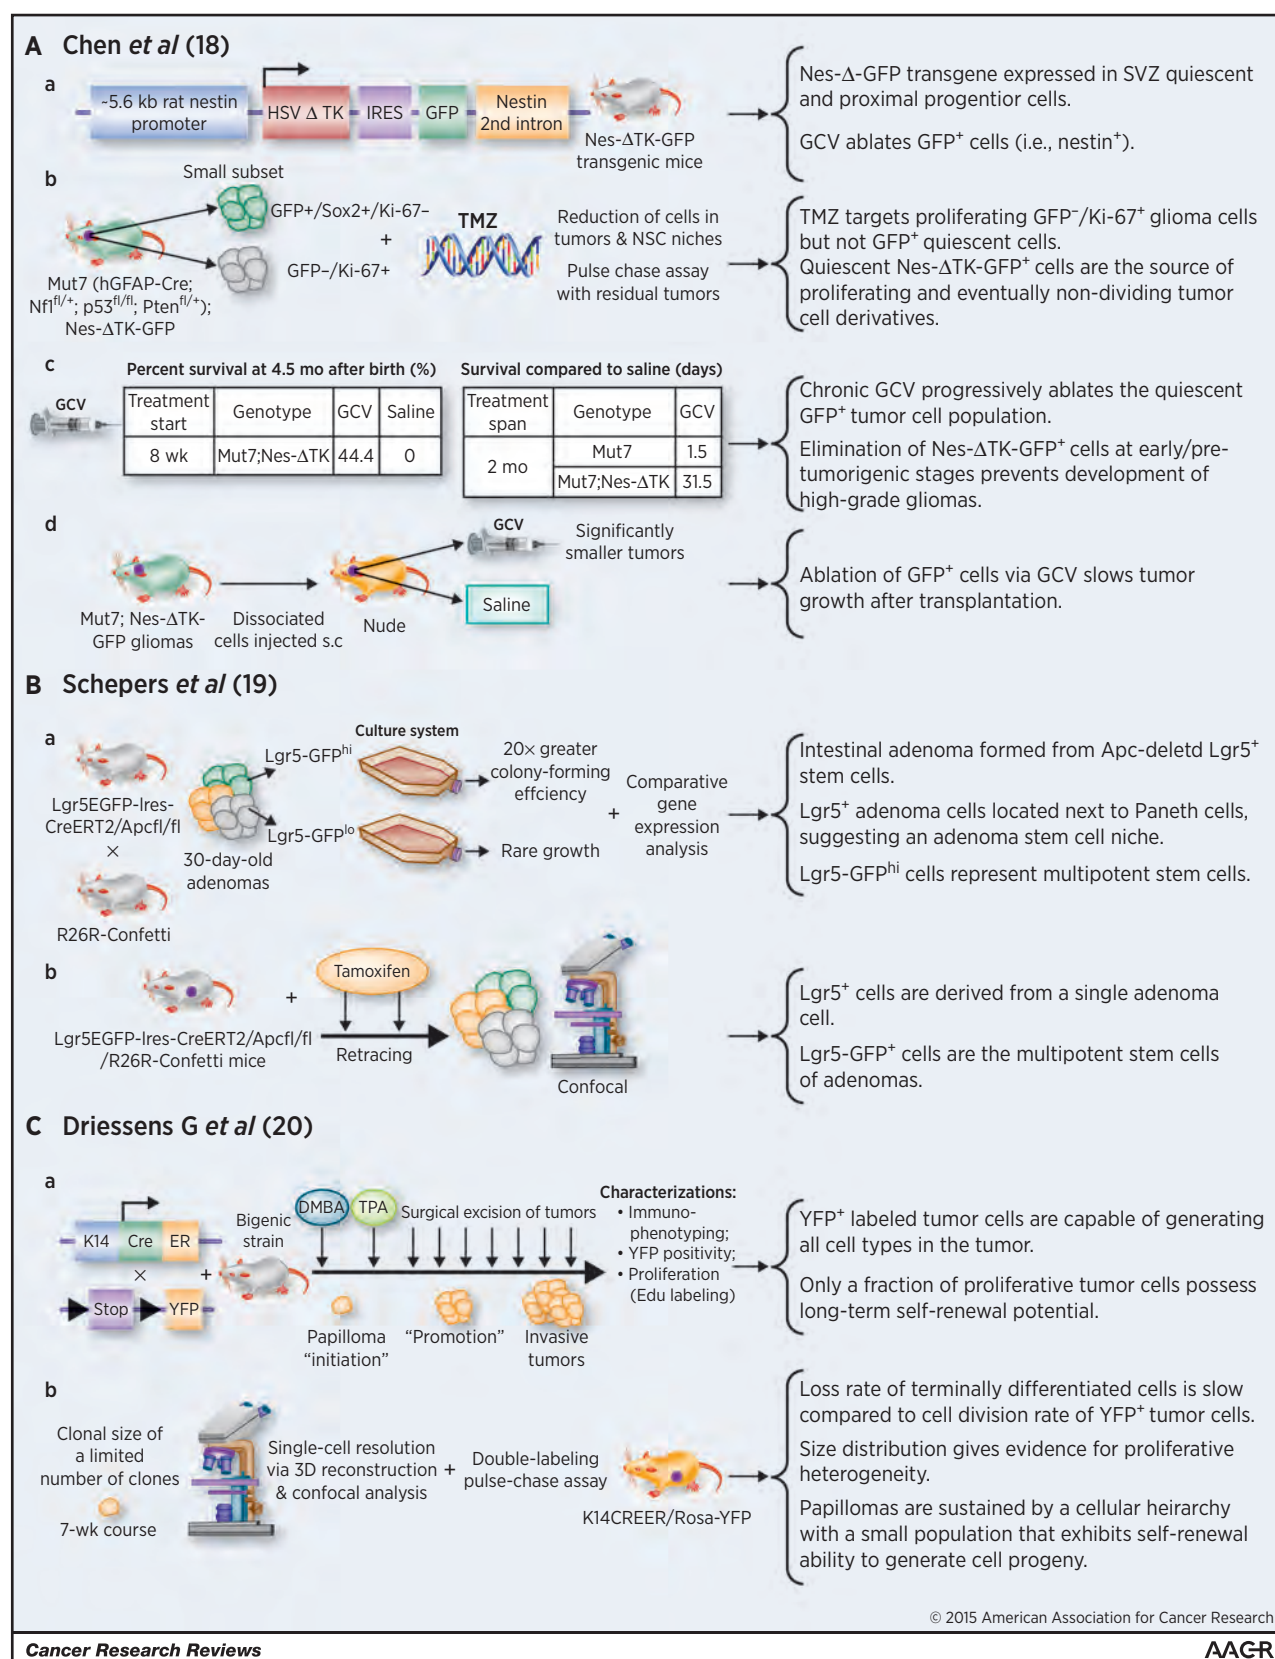 A Chen et al (18)
a
~5.6 kb rat nestin
promoter
HSV Δ TK
IRES
GFP
Nestin
2nd intron
Nes-ΔTK-GFP
transgenic mice
Nes-Δ-GFP transgene expressed in SVZ quiescent
and proximal progentior cells.
GCV ablates GFP⁺ cells (i.e., nestin⁺).
b
Small subset
GFP+/Sox2+/Ki-67–
+
GFP–/Ki-67+
Mut7 (hGFAP-Cre;
Nf1fl/+; p53fl/fl; Ptenfl/+);
Nes-ΔTK-GFP
TMZ
Reduction of cells in
tumors & NSC niches
Pulse chase assay
with residual tumors
TMZ targets proliferating GFP⁻/Ki-67⁺ glioma cells
but not GFP⁺ quiescent cells.
Quiescent Nes-ΔTK-GFP⁺ cells are the source of
proliferating and eventually non-dividing tumor
cell derivatives.
c
GCV
Percent survival at 4.5 mo after birth (%)
Treatment start Genotype GCV Saline
8 wk Mut7;Nes-ΔTK 44.4 0
Survival compared to saline (days)
Treatment span Genotype GCV
2 mo Mut7 1.5
Mut7;Nes-ΔTK 31.5
Chronic GCV progressively ablates the quiescent
GFP⁺ tumor cell population.
Elimination of Nes-ΔTK-GFP⁺ cells at early/pre-
tumorigenic stages prevents development of
high-grade gliomas.
d
Mut7; Nes-ΔTK-
GFP gliomas
Dissociated
cells injected s.c
Nude
GCV
Significantly
smaller tumors
Saline
Ablation of GFP⁺ cells via GCV slows tumor
growth after transplantation.
B Schepers et al (19)
a
Lgr5EGFP-Ires-
CreERT2/Apcfl/fl
×
R26R-Confetti
30-day-old
adenomas
Lgr5-GFPhi
Lgr5-GFPlo
Culture system
20× greater
colony-forming
effciency
Rare growth
+
Comparative
gene
expression
analysis
Intestinal adenoma formed from Apc-deletd Lgr5⁺
stem cells.
Lgr5⁺ adenoma cells located next to Paneth cells,
suggesting an adenoma stem cell niche.
Lgr5-GFPhi cells represent multipotent stem cells.
b
Lgr5EGFP-Ires-CreERT2/Apcfl/fl
/R26R-Confetti mice
+
Tamoxifen
Retracing
Confocal
Lgr5⁺ cells are derived from a single adenoma
cell.
Lgr5-GFP⁺ cells are the multipotent stem cells
of adenomas.
C Driessens G et al (20)
a
K14 Cre ER
×
Stop YFP
+
Bigenic
strain
DMBA
TPA
Surgical excision of tumors
Papilloma
“initiation”
“Promotion”
Invasive
tumors
Characterizations:
• Immuno-
phenotyping;
• YFP positivity;
• Proliferation
(Edu labeling)
YFP⁺ labeled tumor cells are capable of generating
all cell types in the tumor.
Only a fraction of proliferative tumor cells possess
long-term self-renewal potential.
b
Clonal size of
a limited
number of clones
7-wk course
Single-cell resolution
via 3D reconstruction
& confocal analysis
+
Double-labeling
pulse-chase assay
K14CREER/Rosa-YFP
Loss rate of terminally differentiated cells is slow
compared to cell division rate of YFP⁺ tumor cells.
Size distribution gives evidence for proliferative
heterogeneity.
Papillomas are sustained by a cellular heirarchy
with a small population that exhibits self-renewal
ability to generate cell progeny.
© 2015 American Association for Cancer Research
Cancer Research Reviews
AACR